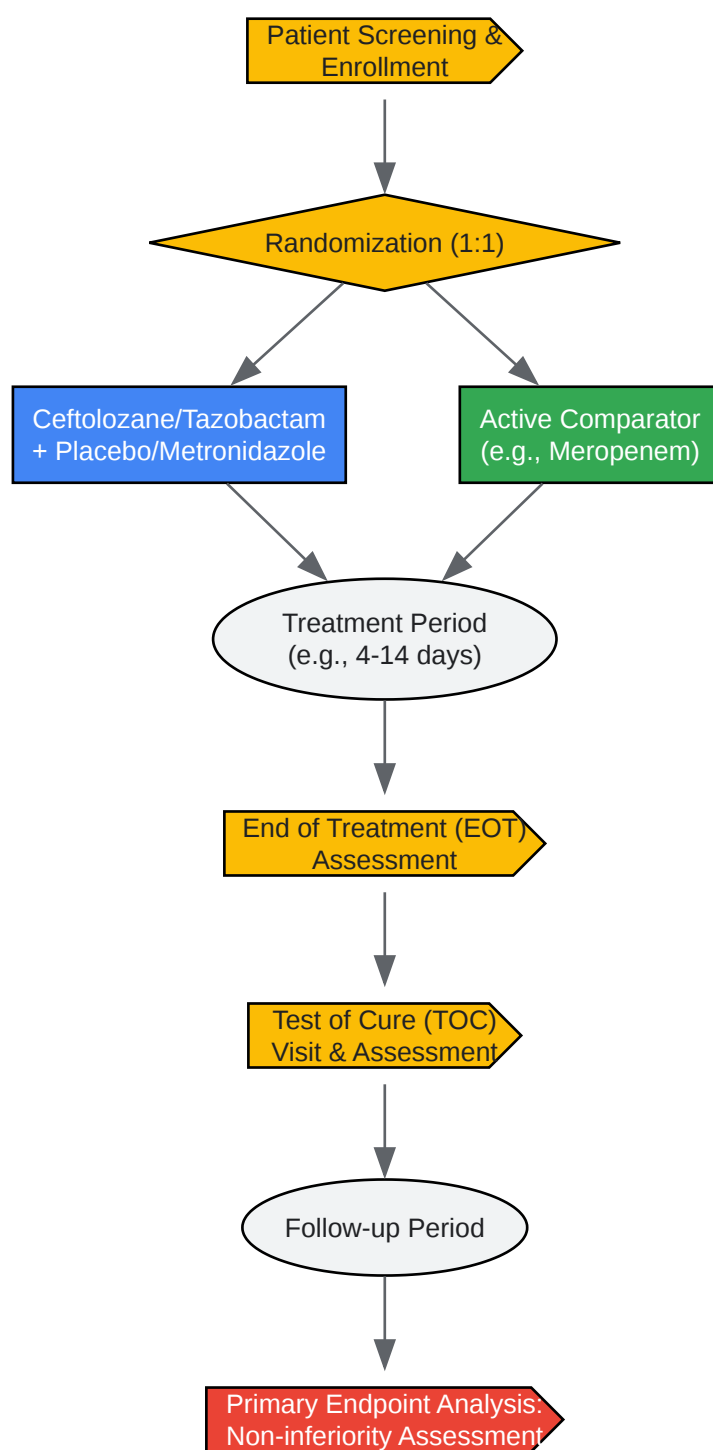 Patient Screening &
Enrollment
Randomization (1:1)
Ceftolozane/Tazobactam
+ Placebo/Metronidazole
Active Comparator
(e.g., Meropenem)
Treatment Period
(e.g., 4-14 days)
End of Treatment (EOT)
Assessment
Test of Cure (TOC)
Visit & Assessment
Follow-up Period
Primary Endpoint Analysis:
Non-inferiority Assessment